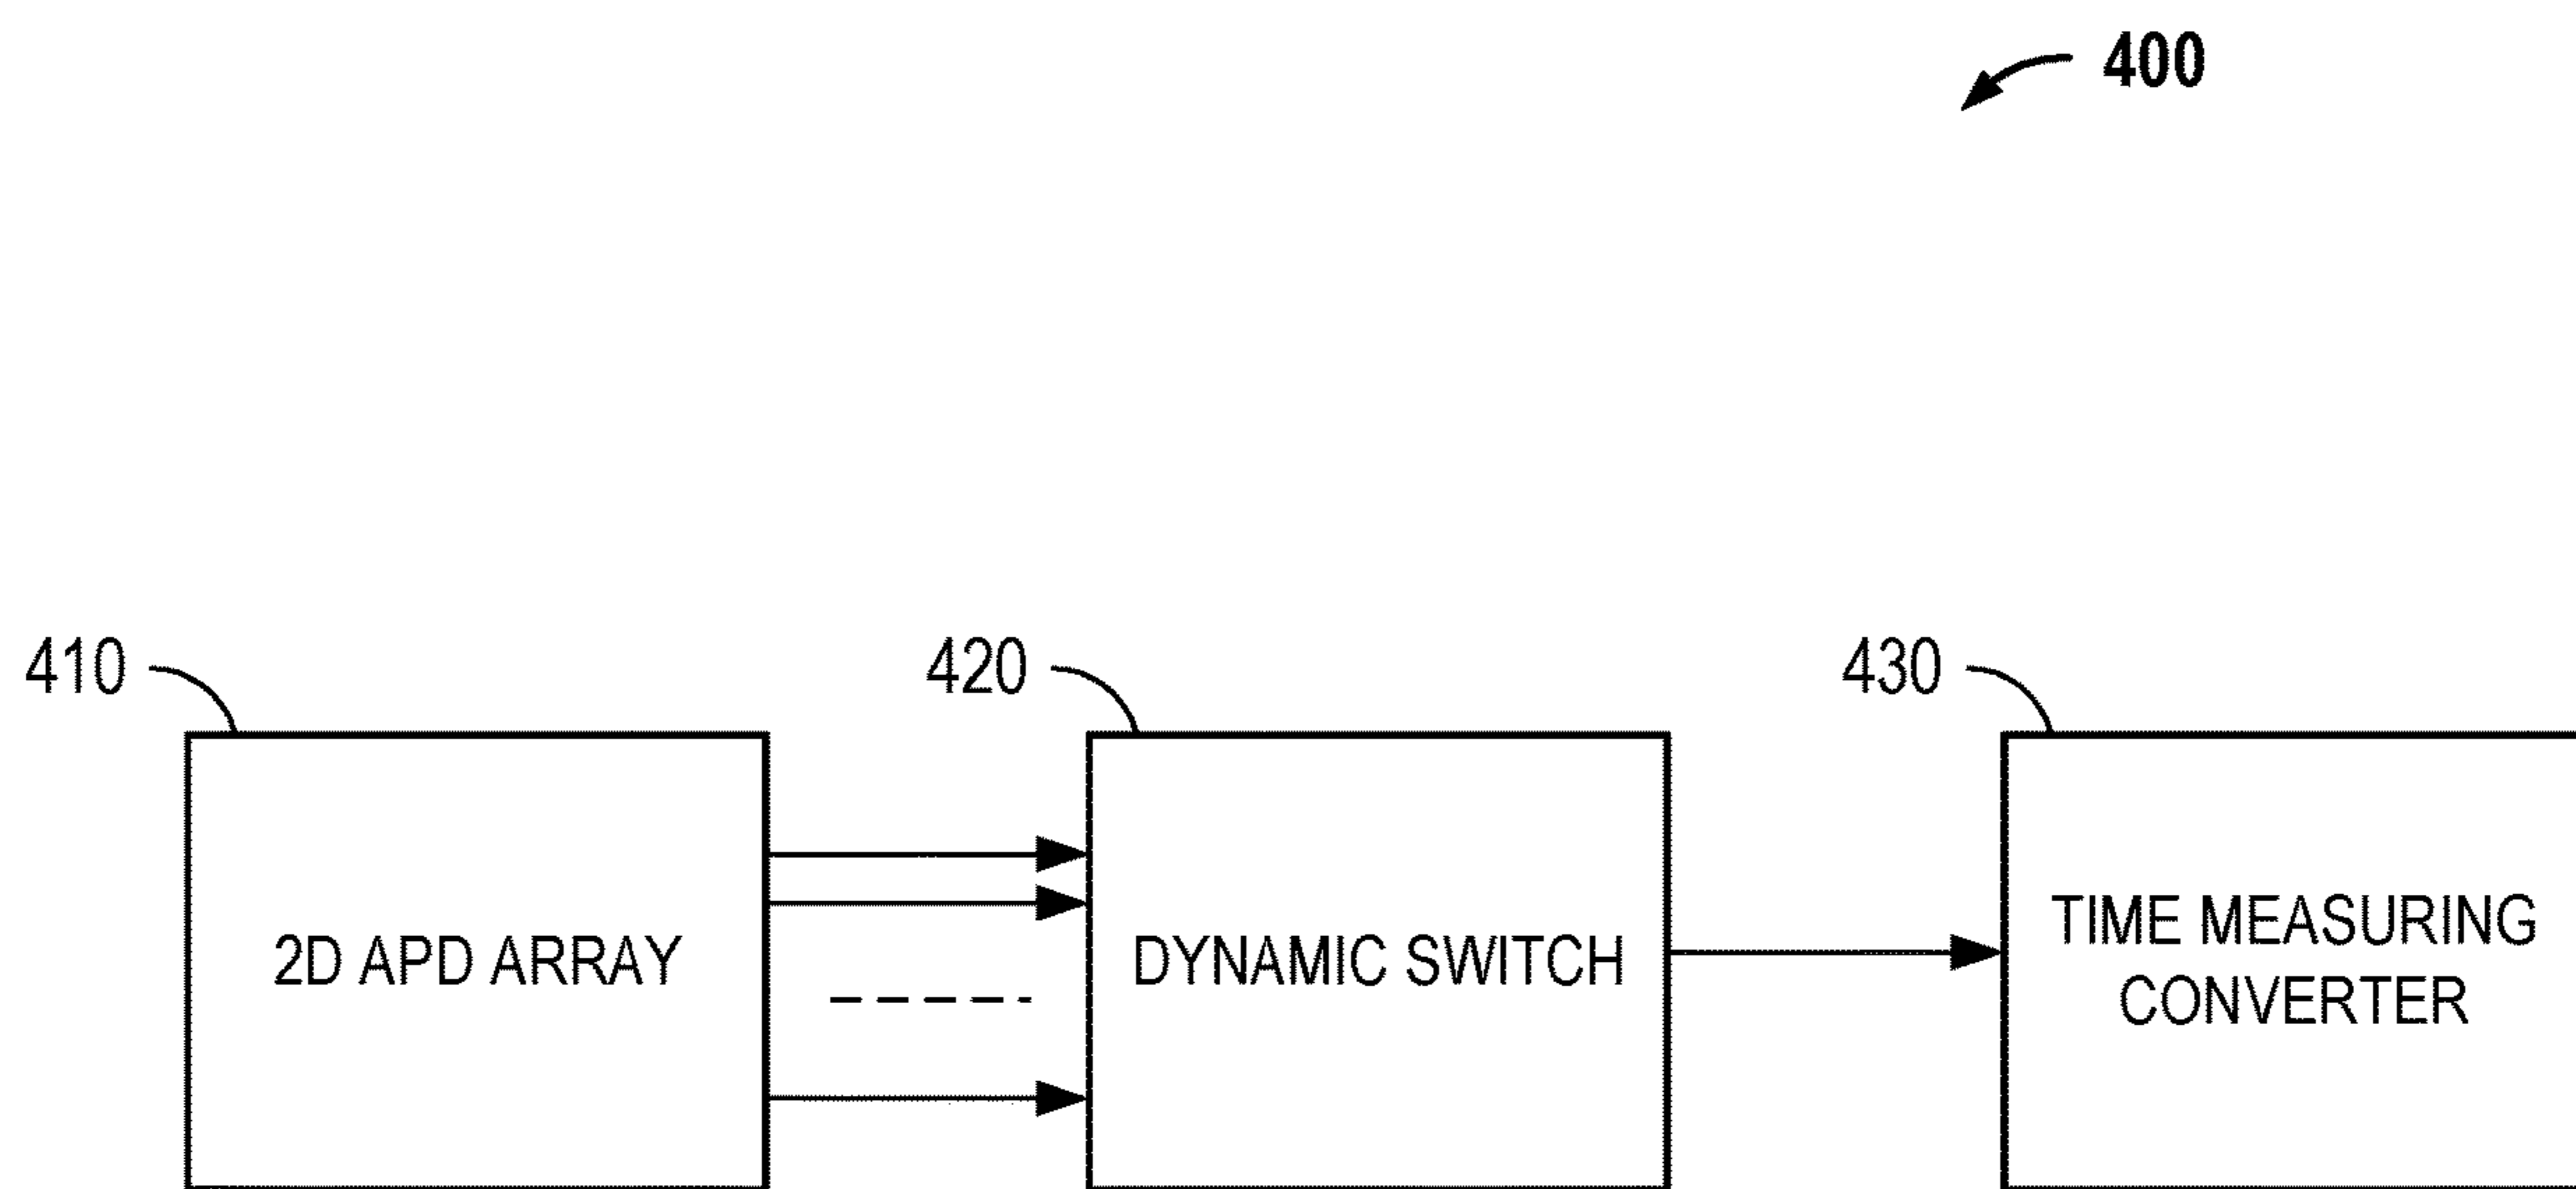 400
410
420
430
2D APD ARRAY
DYNAMIC SWITCH
TIME MEASURING
CONVERTER